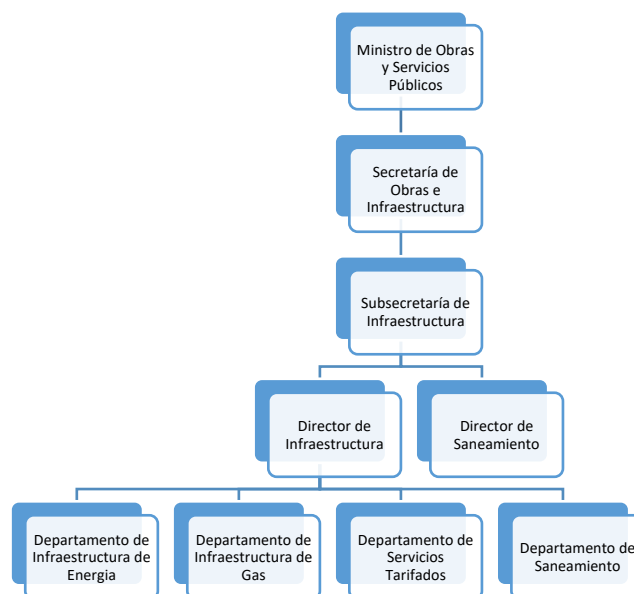 Ministro de Obras
y Servicios
Públicos
Secretaría de
Obras e
Infraestructura
Subsecretaría de
Infraestructura
Director de
Infraestructura
Director de
Saneamiento
Departamento de
Infraestructura de
Energia
Departamento de
Infraestructura de
Gas
Departamento de
Servicios
Tarifados
Departamento de
Saneamiento